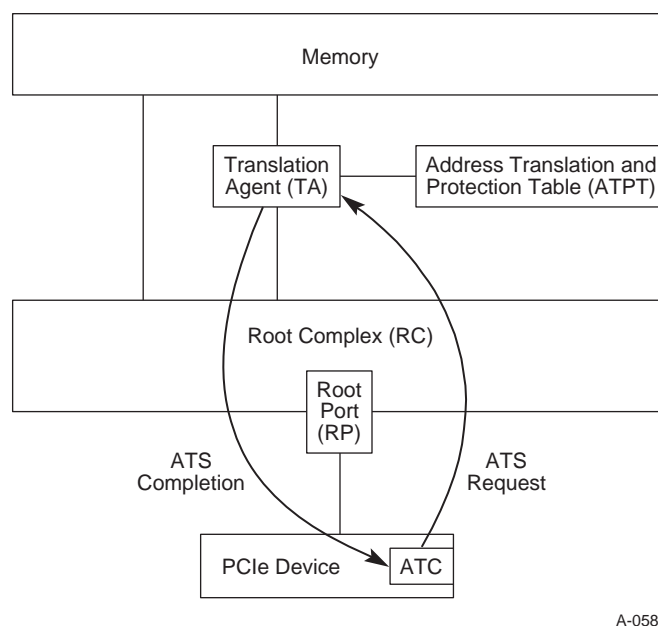 Memory
Translation
Agent (TA)
Address Translation and
Protection Table (ATPT)
Root Complex (RC)
Root
Port
(RP)
ATS
Completion
ATS
Request
PCIe Device
ATC
A-058